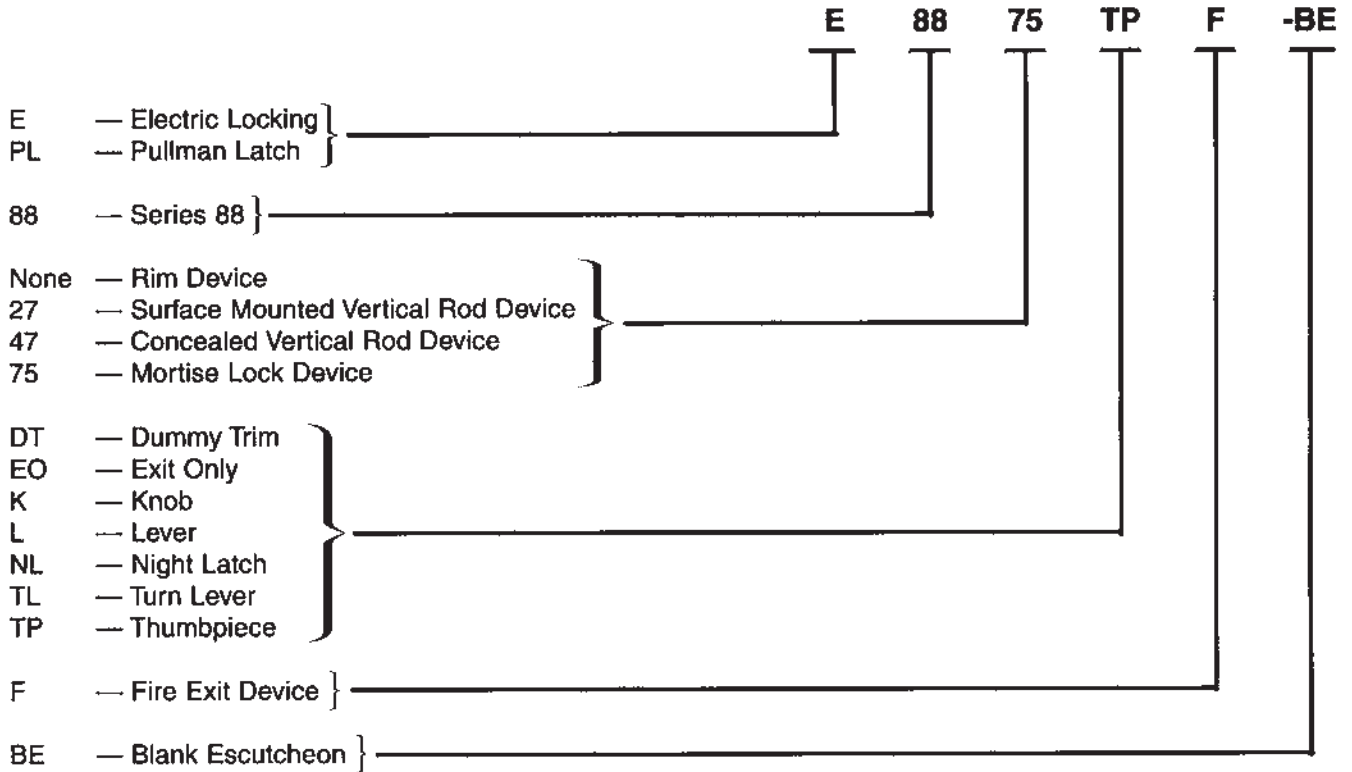 E 88 75 TP F -BE
E — Electric Locking
PL — Pullman Latch
88 — Series 88
None — Rim Device
27 — Surface Mounted Vertical Rod Device
47 — Concealed Vertical Rod Device
75 — Mortise Lock Device
DT — Dummy Trim
EO — Exit Only
K — Knob
L — Lever
NL — Night Latch
TL — Turn Lever
TP — Thumbpiece
F — Fire Exit Device
BE — Blank Escutcheon